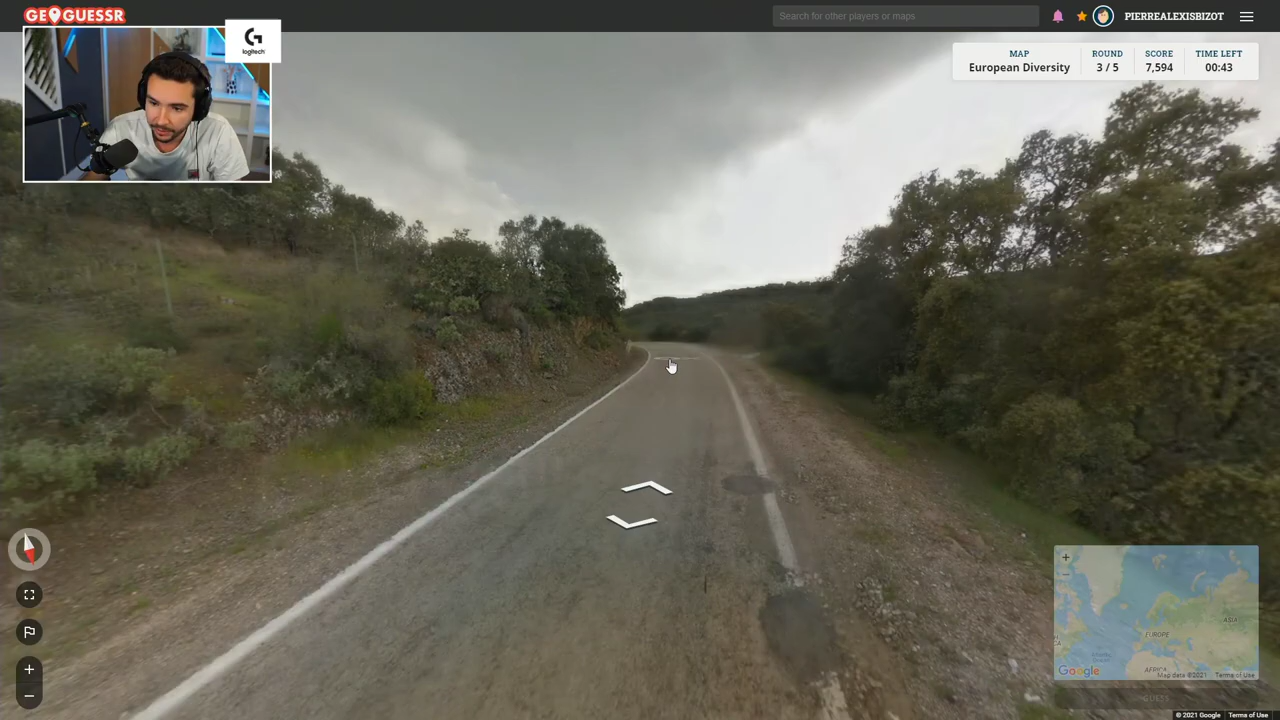 GEOGUESSR
Search for other players or maps
PIERREALEXISBIZOT
logitech
MAP
European Diversity
ROUND
3 / 5
SCORE
7,594
TIME LEFT
00:43
ASIA
EUROPE
AFRICA
Google
Map data ©2021 Terms of Use
GUESS
© 2021 Google Terms of Use